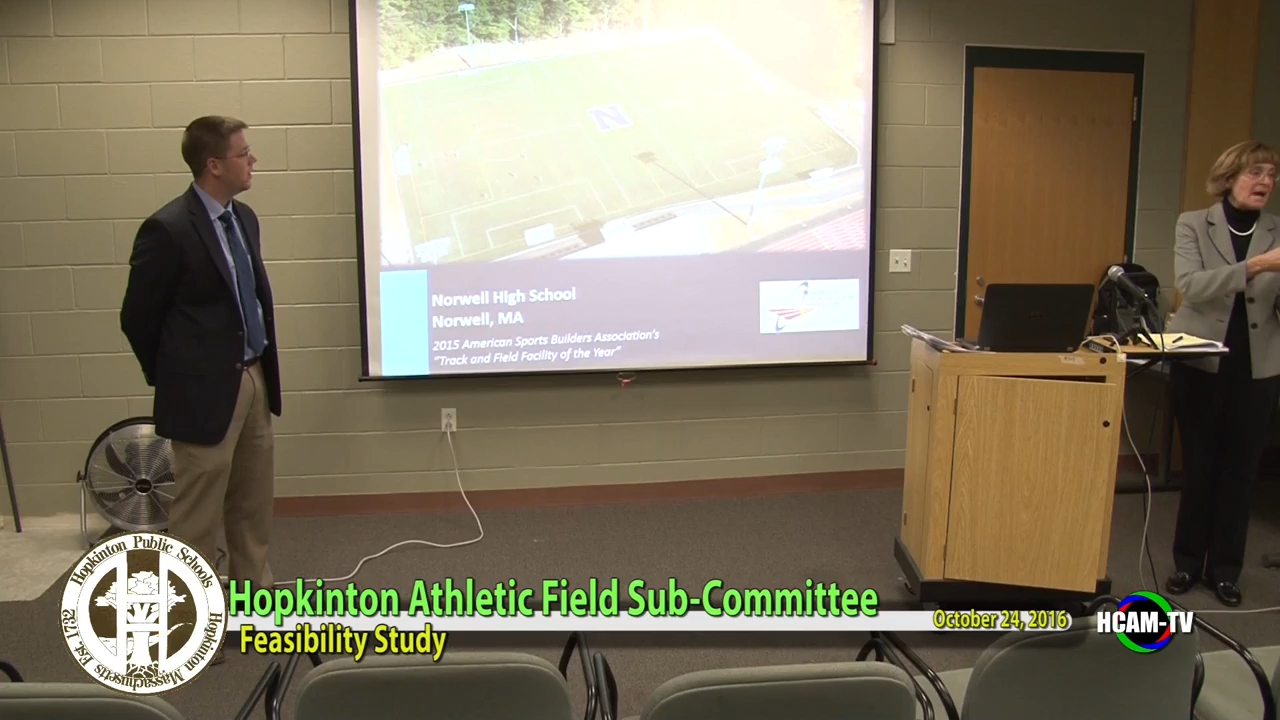 N
Norwell High School
Norwell, MA
2015 American Sports Builders Association's
"Track and Field Facility of the Year"
Hopkinton Public Schools
Hopkinton Massachusetts
Est. 1732
H
Hopkinton Athletic Field Sub-Committee
Feasibility Study
October 24, 2016
HCAM-TV